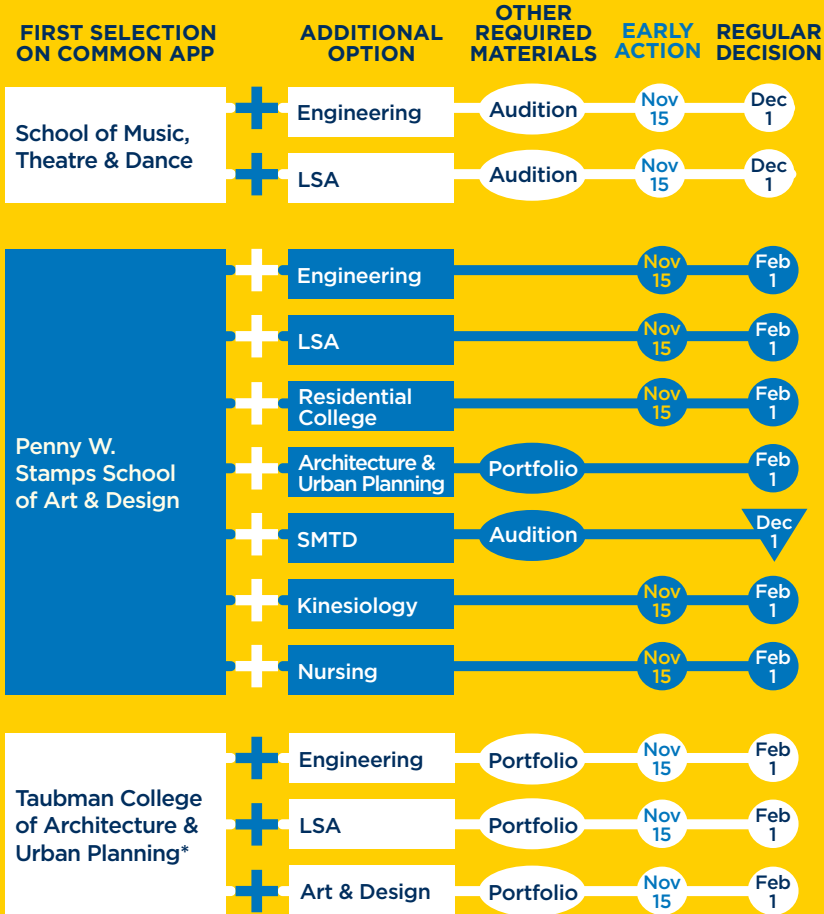 FIRST SELECTION
ON COMMON APP
ADDITIONAL
OPTION
OTHER
REQUIRED
MATERIALS
EARLY
ACTION
REGULAR
DECISION
School of Music,
Theatre & Dance
Engineering
Audition
Nov
15
Dec
1
LSA
Audition
Nov
15
Dec
1
Penny W.
Stamps School
of Art & Design
Engineering
Nov
15
Feb
1
LSA
Nov
15
Feb
1
Residential
College
Nov
15
Feb
1
Architecture &
Urban Planning
Portfolio
Feb
1
SMTD
Audition
Dec
1
Kinesiology
Nov
15
Feb
1
Nursing
Nov
15
Feb
1
Taubman College
of Architecture &
Urban Planning*
Engineering
Portfolio
Nov
15
Feb
1
LSA
Portfolio
Nov
15
Feb
1
Art & Design
Portfolio
Nov
15
Feb
1